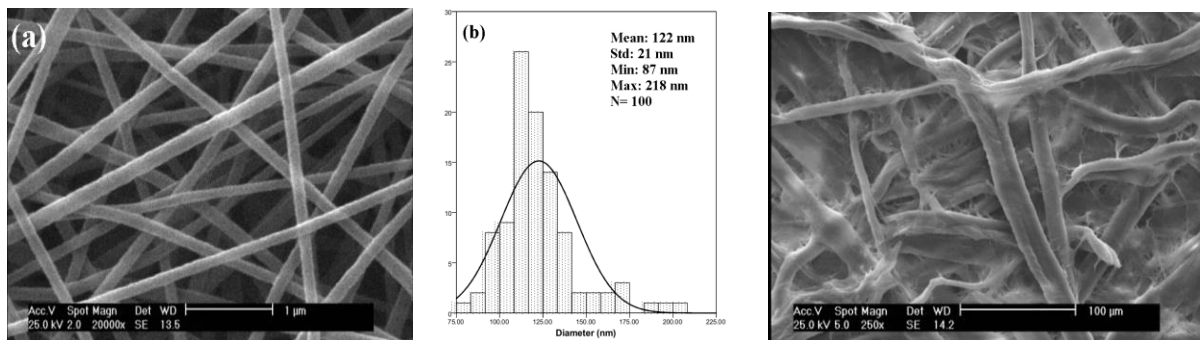 (a)
Acc.V Spot Magn Det WD 1 μm
25.0 kV 2.0 20000x SE 13.5
(b)
Mean: 122 nm
Std: 21 nm
Min: 87 nm
Max: 218 nm
N= 100
30
25
20
15
10
5
0
75.00 100.00 125.00 150.00 175.00 200.00 225.00
Diameter (nm)
Acc.V Spot Magn Det WD 100 μm
25.0 kV 5.0 250x SE 14.2